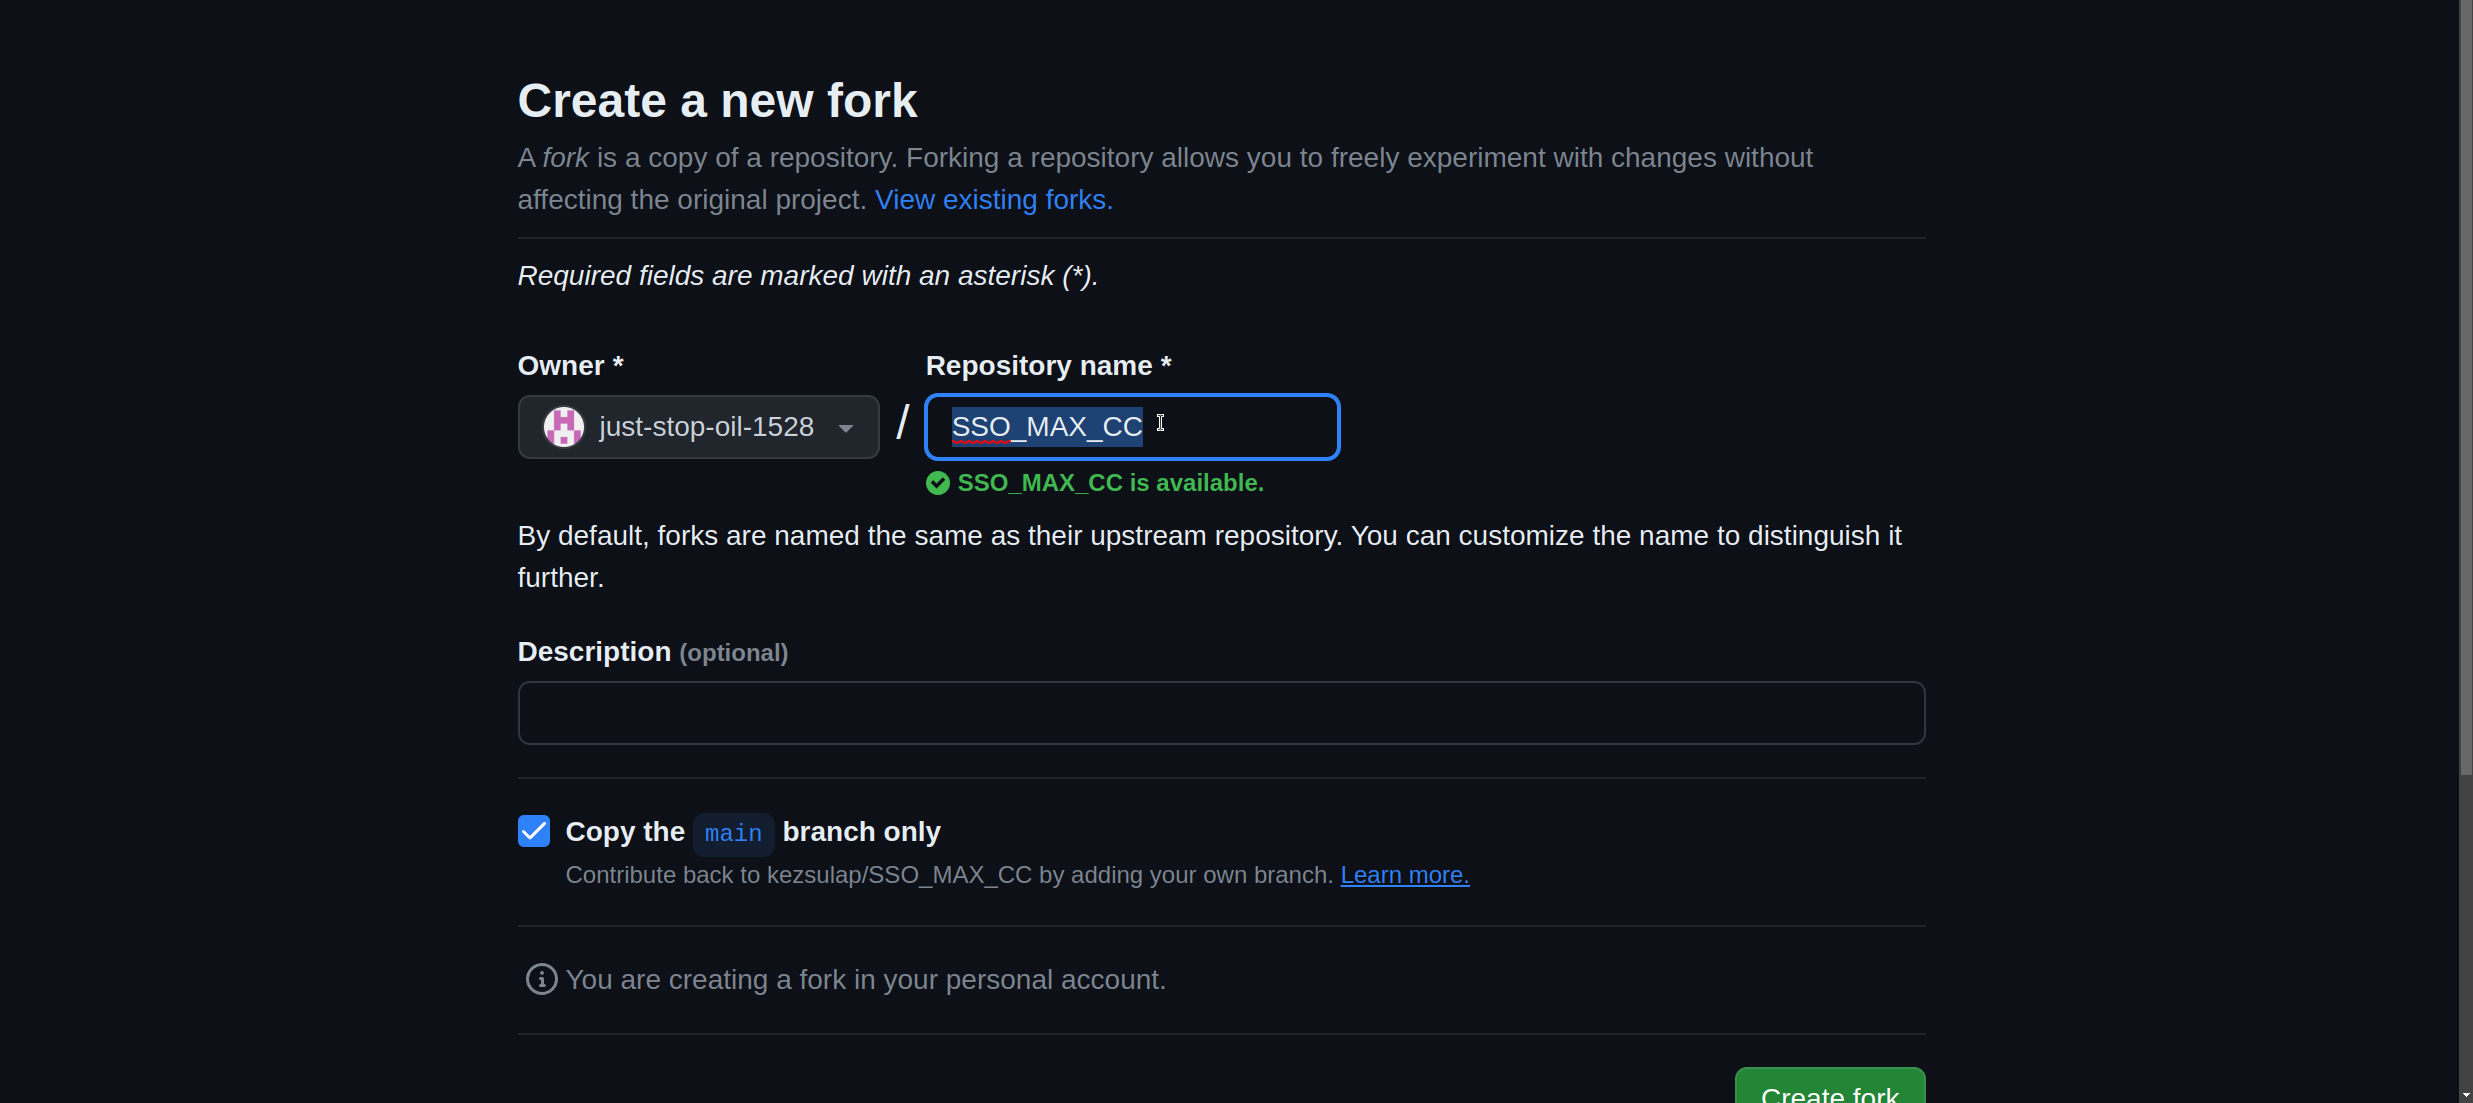 Create a new fork
A fork is a copy of a repository. Forking a repository allows you to freely experiment with changes without
affecting the original project. View existing forks.
Required fields are marked with an asterisk (*).
Owner * Repository name *
just-stop-oil-1528 / SSO_MAX_CC
SSO_MAX_CC is available.
By default, forks are named the same as their upstream repository. You can customize the name to distinguish it
further.
Description (optional)
Copy the main branch only
Contribute back to kezsulap/SSO_MAX_CC by adding your own branch. Learn more.
You are creating a fork in your personal account.
Create fork